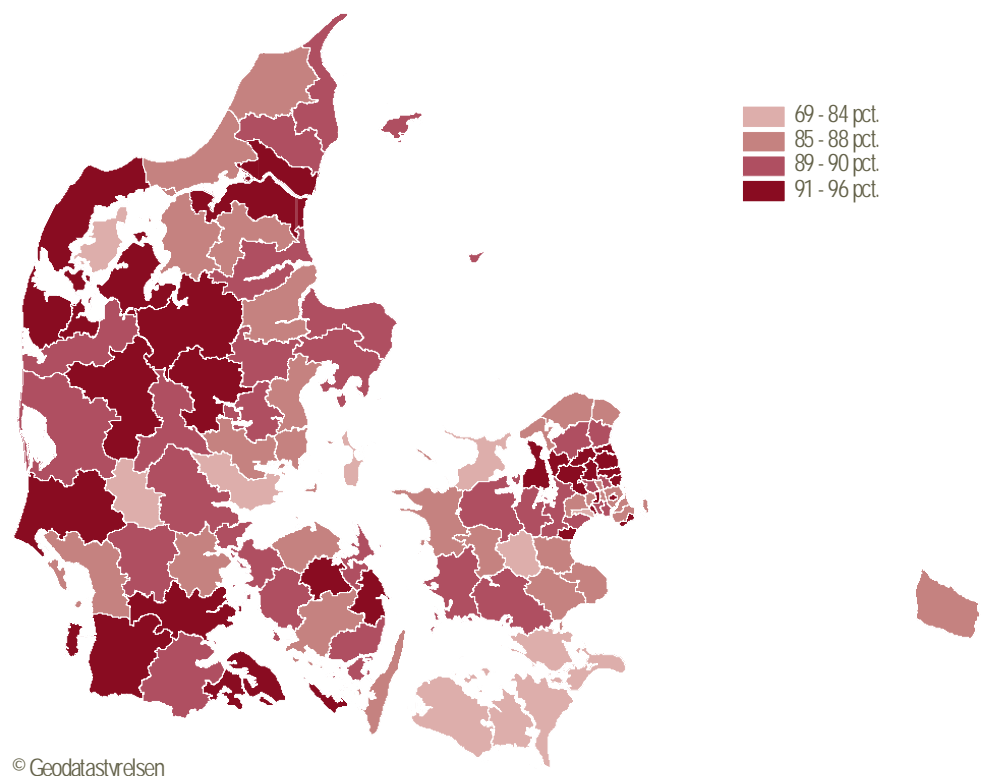 69 - 84 pct.
85 - 88 pct.
89 - 90 pct.
91 - 96 pct.
© Geodatastyrelsen